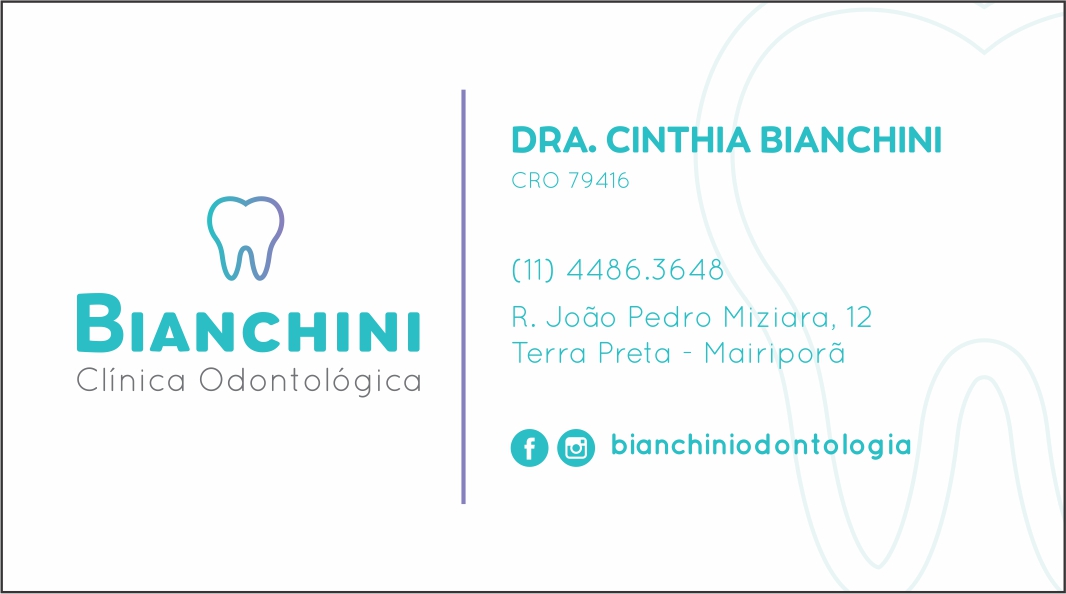 Bianchini
Clínica Odontológica
DRA. CINTHIA BIANCHINI
CRO 79416
(11) 4486.3648
R. João Pedro Miziara, 12
Terra Preta - Mairiporã
bianchiniodontologia